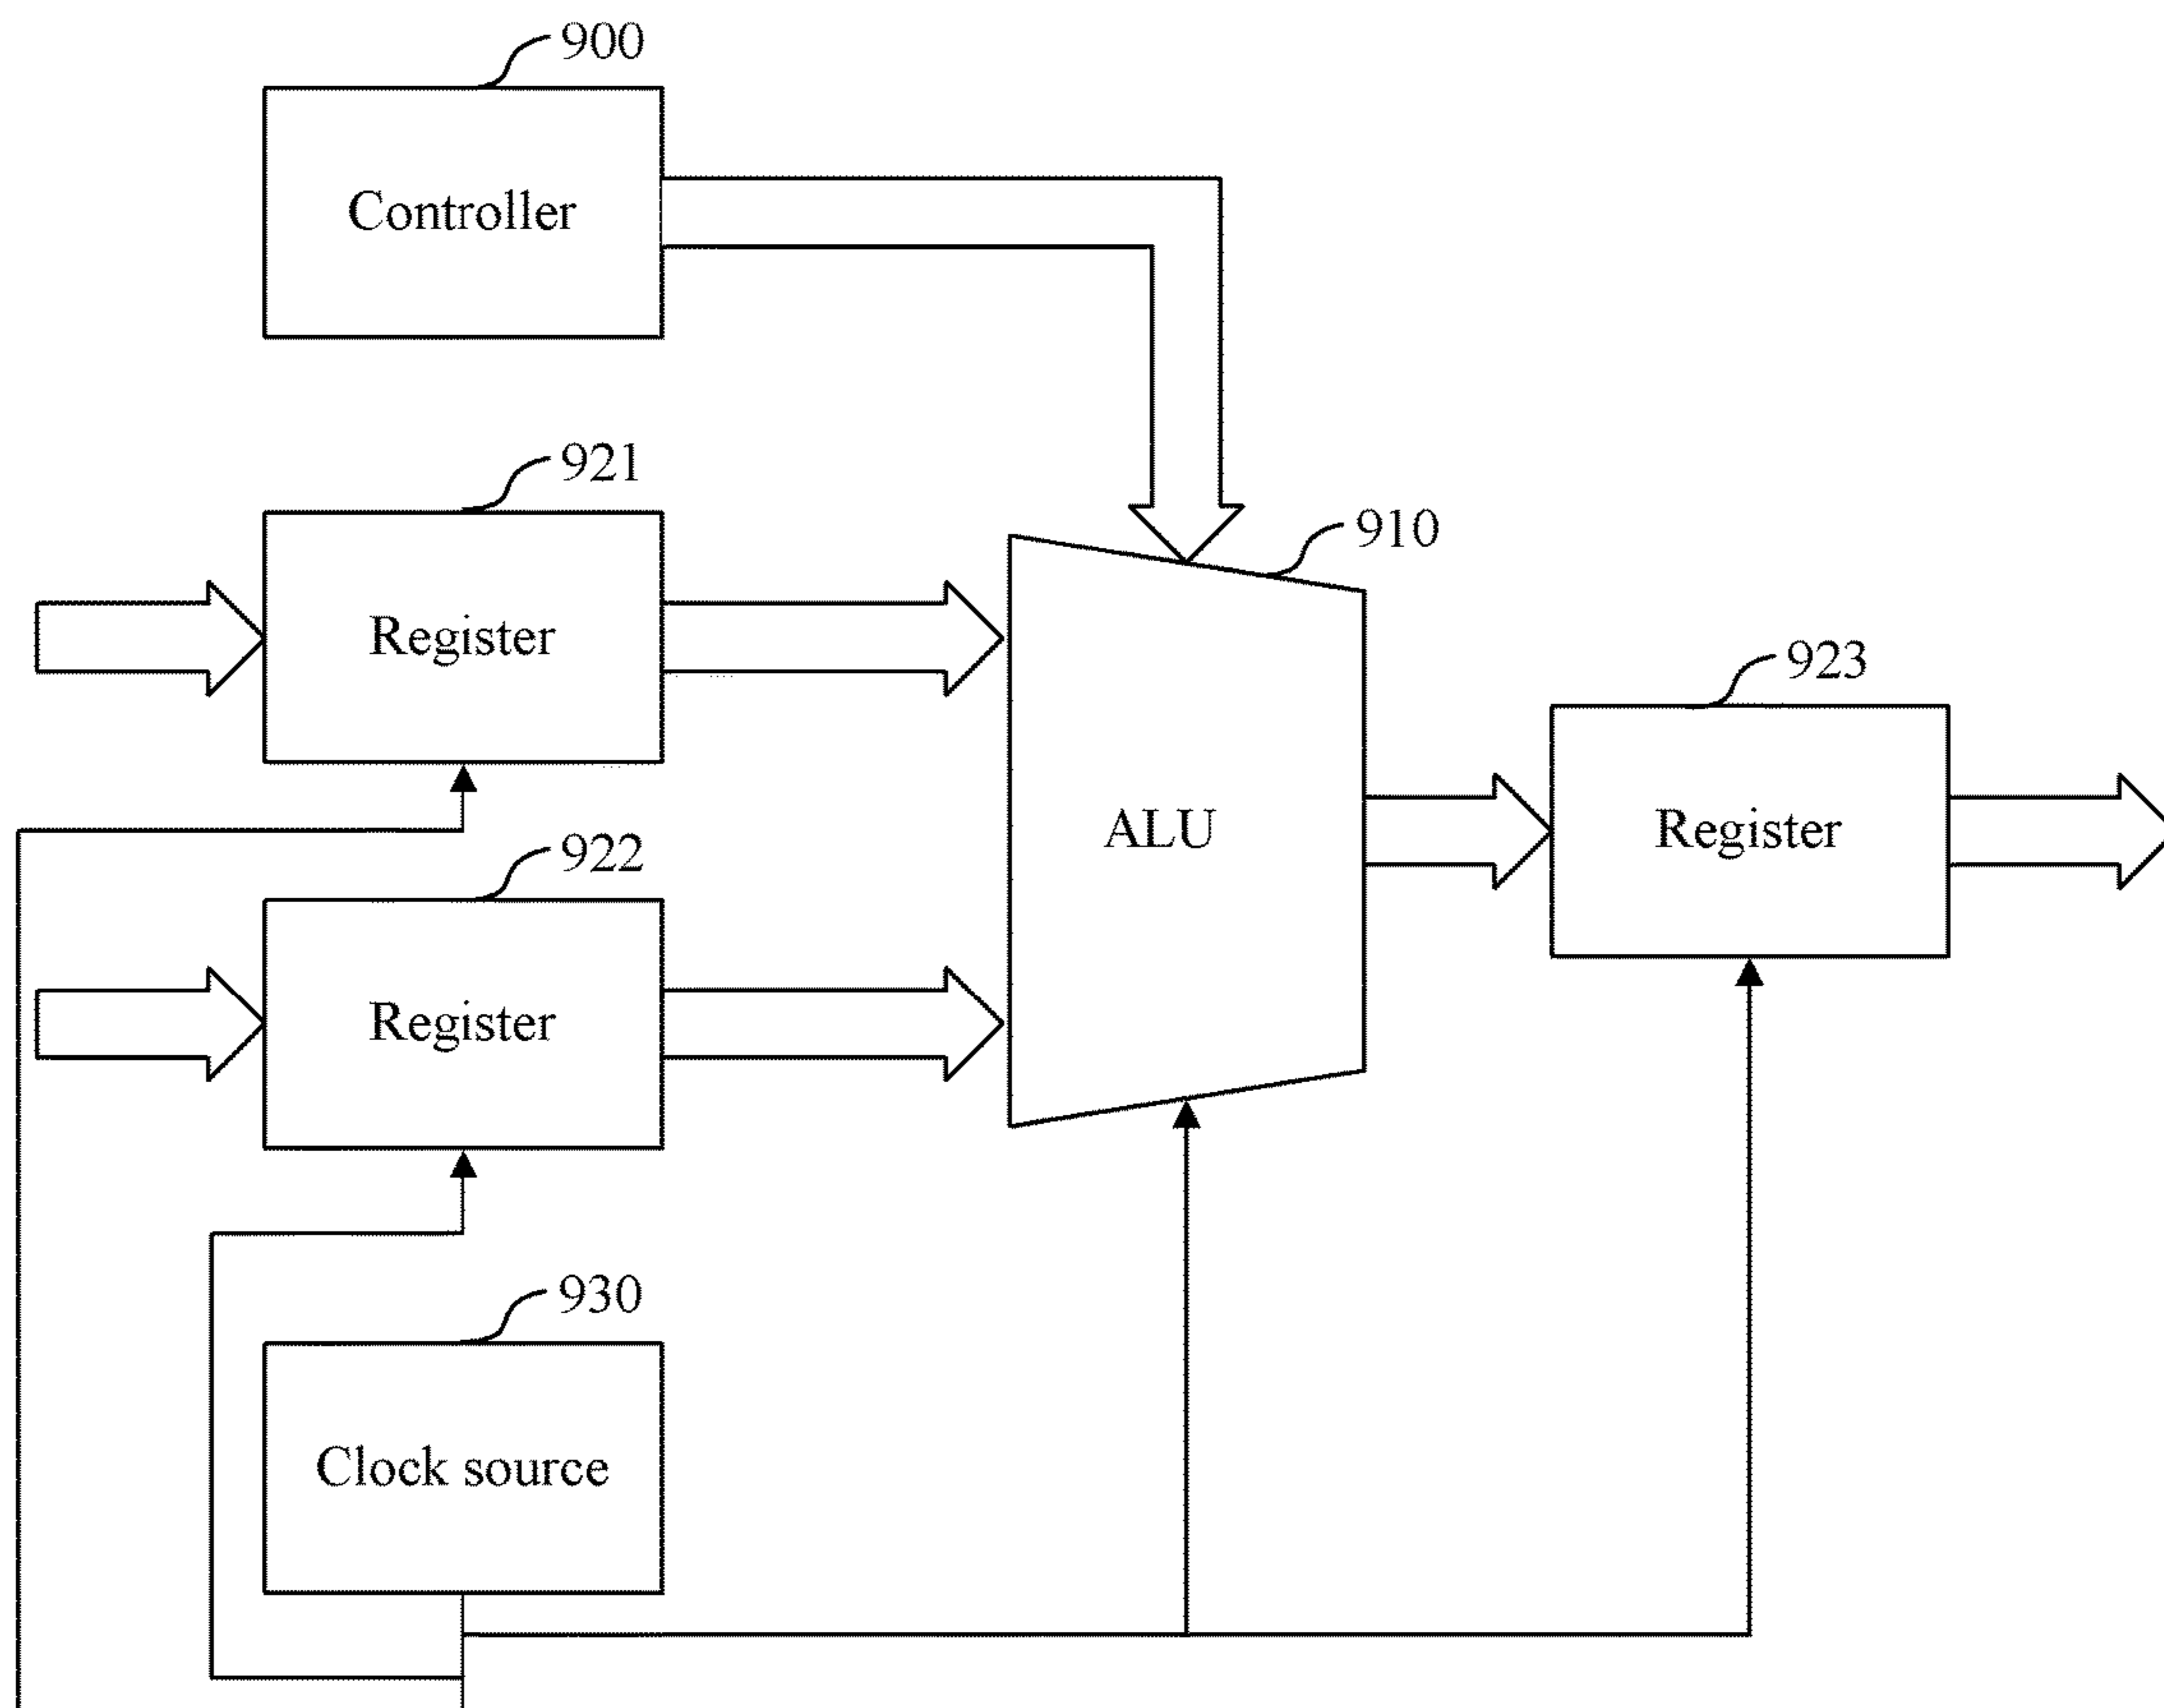 900
Controller
921
Register
910
ALU
923
Register
922
Register
930
Clock source